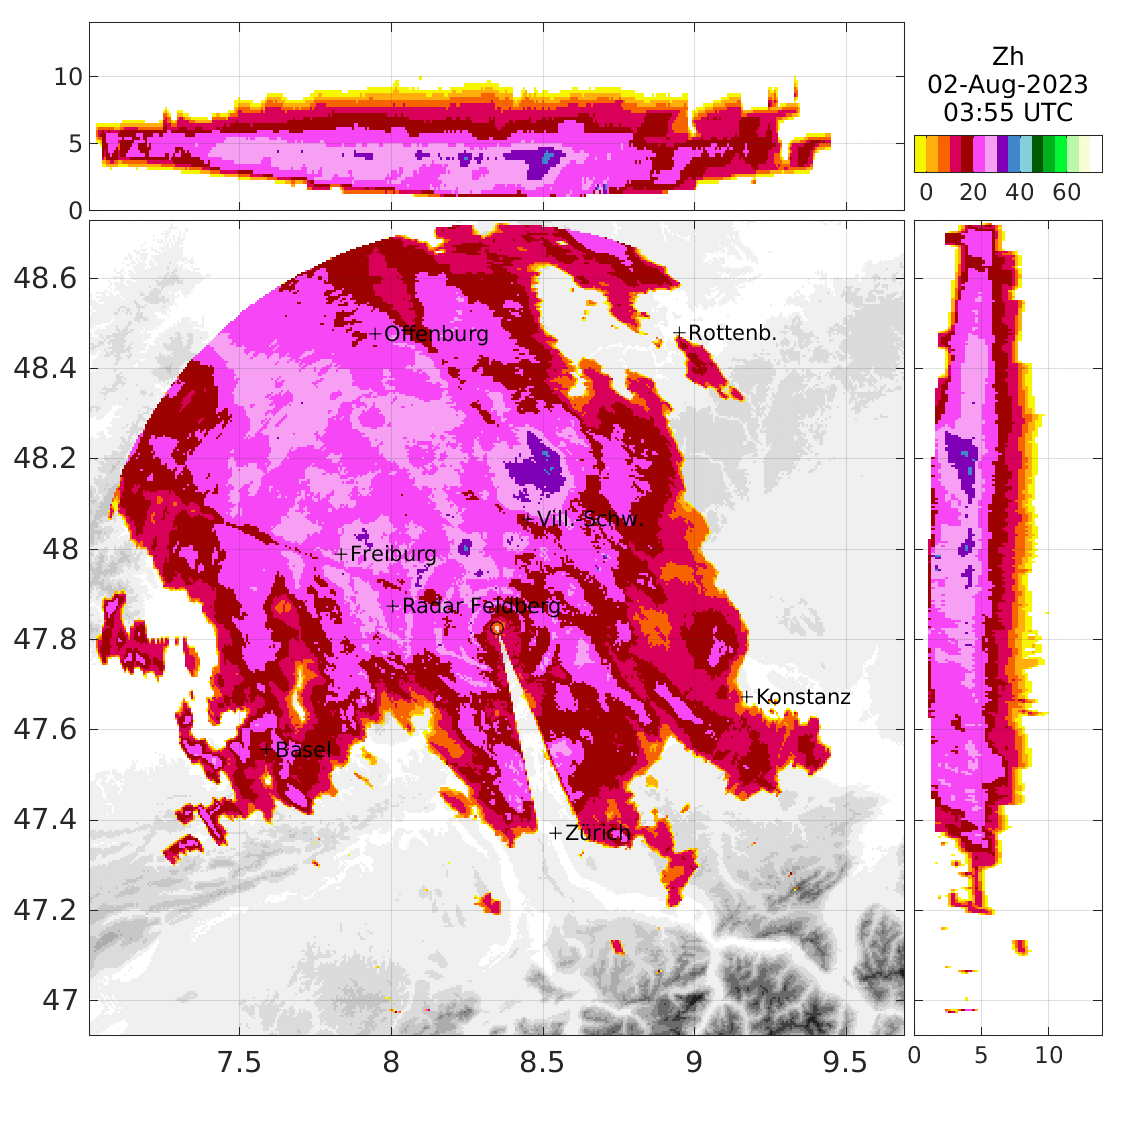 10
5
0
Zh
02-Aug-2023
03:55 UTC
0 20 40 60
48.6
48.4
48.2
48
47.8
47.6
47.4
47.2
47
+Offenburg
+Rottenb.
+Vill.-Schw.
+Freiburg
+Radar Feldberg
+Konstanz
+Basel
+Zürich
7.5 8 8.5 9 9.5
0 5 10